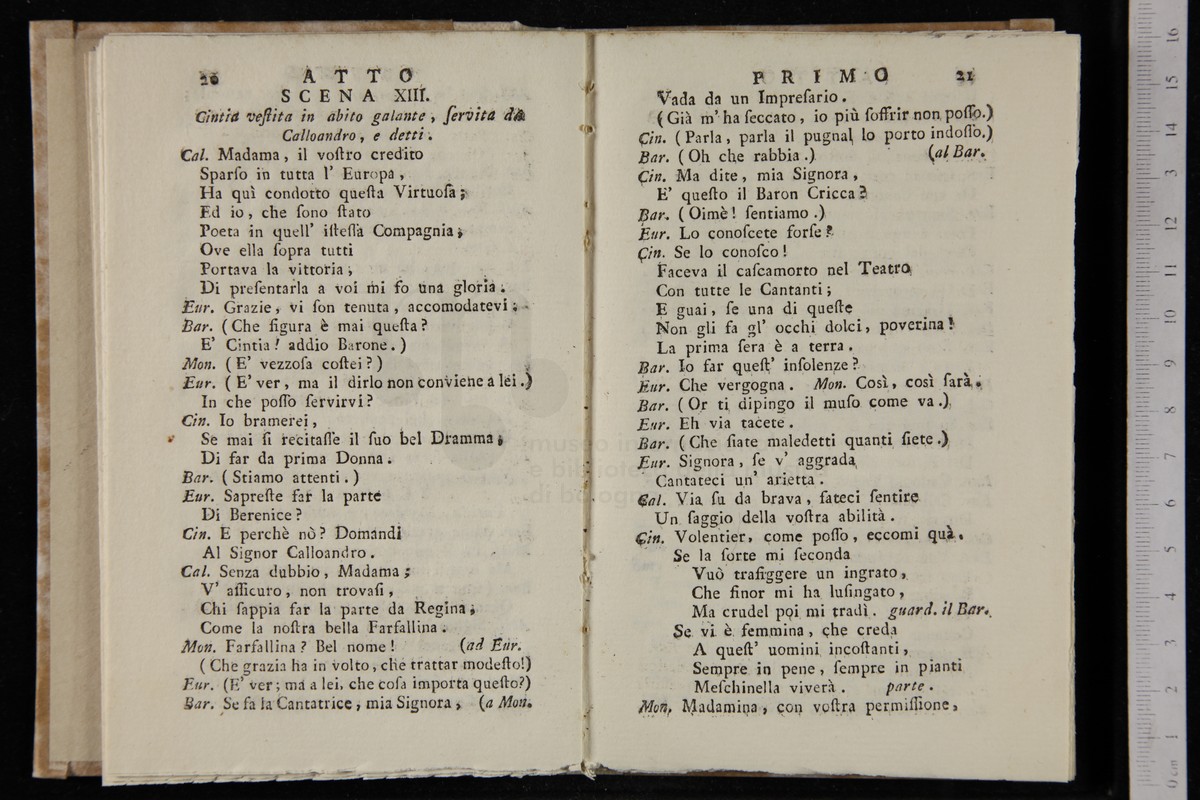 20 ATTO
SCENA XIII.
Cintia veſtita in abito galante, ſervita da
Calloandro, e detti.
Cal. Madama, il voſtro credito
Sparſo in tutta l' Europa,
Ha quì condotto queſta Virtuoſa;
Ed io, che ſono ſtato
Poeta in quell' iſteſſa Compagnia;
Ove ella ſopra tutti
Portava la vittoria;
Di preſentarla a voi mi fo una gloria.
Eur. Grazie, vi ſon tenuta, accomodatevi.
Bar. (Che figura è mai queſta?
E' Cintia! addio Barone.)
Mon. (E' vezzoſa coſtei?)
Eur. (E' ver, ma il dirlo non conviene a lei.)
In che poſſo ſervirvi?
Cin. Io bramerei,
Se mai ſi recitaſſe il ſuo bel Dramma;
Di far da prima Donna.
Bar. (Stiamo attenti.)
Eur. Sapreſte far la parte
Di Berenice?
Cin. E perchè nò? Domandi
Al Signor Calloandro.
Cal. Senza dubbio, Madama;
V' aſſicuro, non trovaſi,
Chi ſappia far la parte da Regina,
Come la noſtra bella Farfallina.
Mon. Farfallina? Bel nome! (ad Eur.
(Che grazia ha in volto, che trattar modeſto!)
Eur. (E' ver; ma a lei, che coſa importa queſto?)
Bar. Se fa la Cantatrice, mia Signora, (a Mon.
PRIMO 21
Vada da un Impreſario.
(Già m' ha ſeccato, io più ſoffrir non poſſo.)
Cin. (Parla, parla il pugnal lo porto indoſſo.)
Bar. (Oh che rabbia.) (al Bar.
Cin. Ma dite, mia Signora,
E' queſto il Baron Cricca?
Bar. (Oimè! ſentiamo.)
Eur. Lo conoſcete forſe?
Cin. Se lo conoſco!
Faceva il caſcamorto nel Teatro
Con tutte le Cantanti;
E guai, ſe una di queſte
Non gli fa gl' occhi dolci, poverina!
La prima ſera è a terra.
Bar. Io far queſt' inſolenze?
Eur. Che vergogna. Mon. Così, così ſarà.
Bar. (Or ti dipingo il muſo come va.)
Eur. Eh via tacete.
Bar. (Che ſiate maledetti quanti ſiete.)
Eur. Signora, ſe v' aggrada
Cantateci un' arietta.
Cal. Via ſu da brava, fateci ſentire
Un ſaggio della voſtra abilità.
Cin. Volentier, come poſſo, eccomi quà.
Se la ſorte mi ſeconda
Vuò trafiggere un ingrato,
Che finor mi ha luſingato,
Ma crudel poi mi tradì. guard. il Bar.
Se vi è femmina, che creda
A queſt' uomini incoſtanti,
Sempre in pene, ſempre in pianti
Meſchinella viverà. parte.
Mon. Madamina, con voſtra permiſſione,